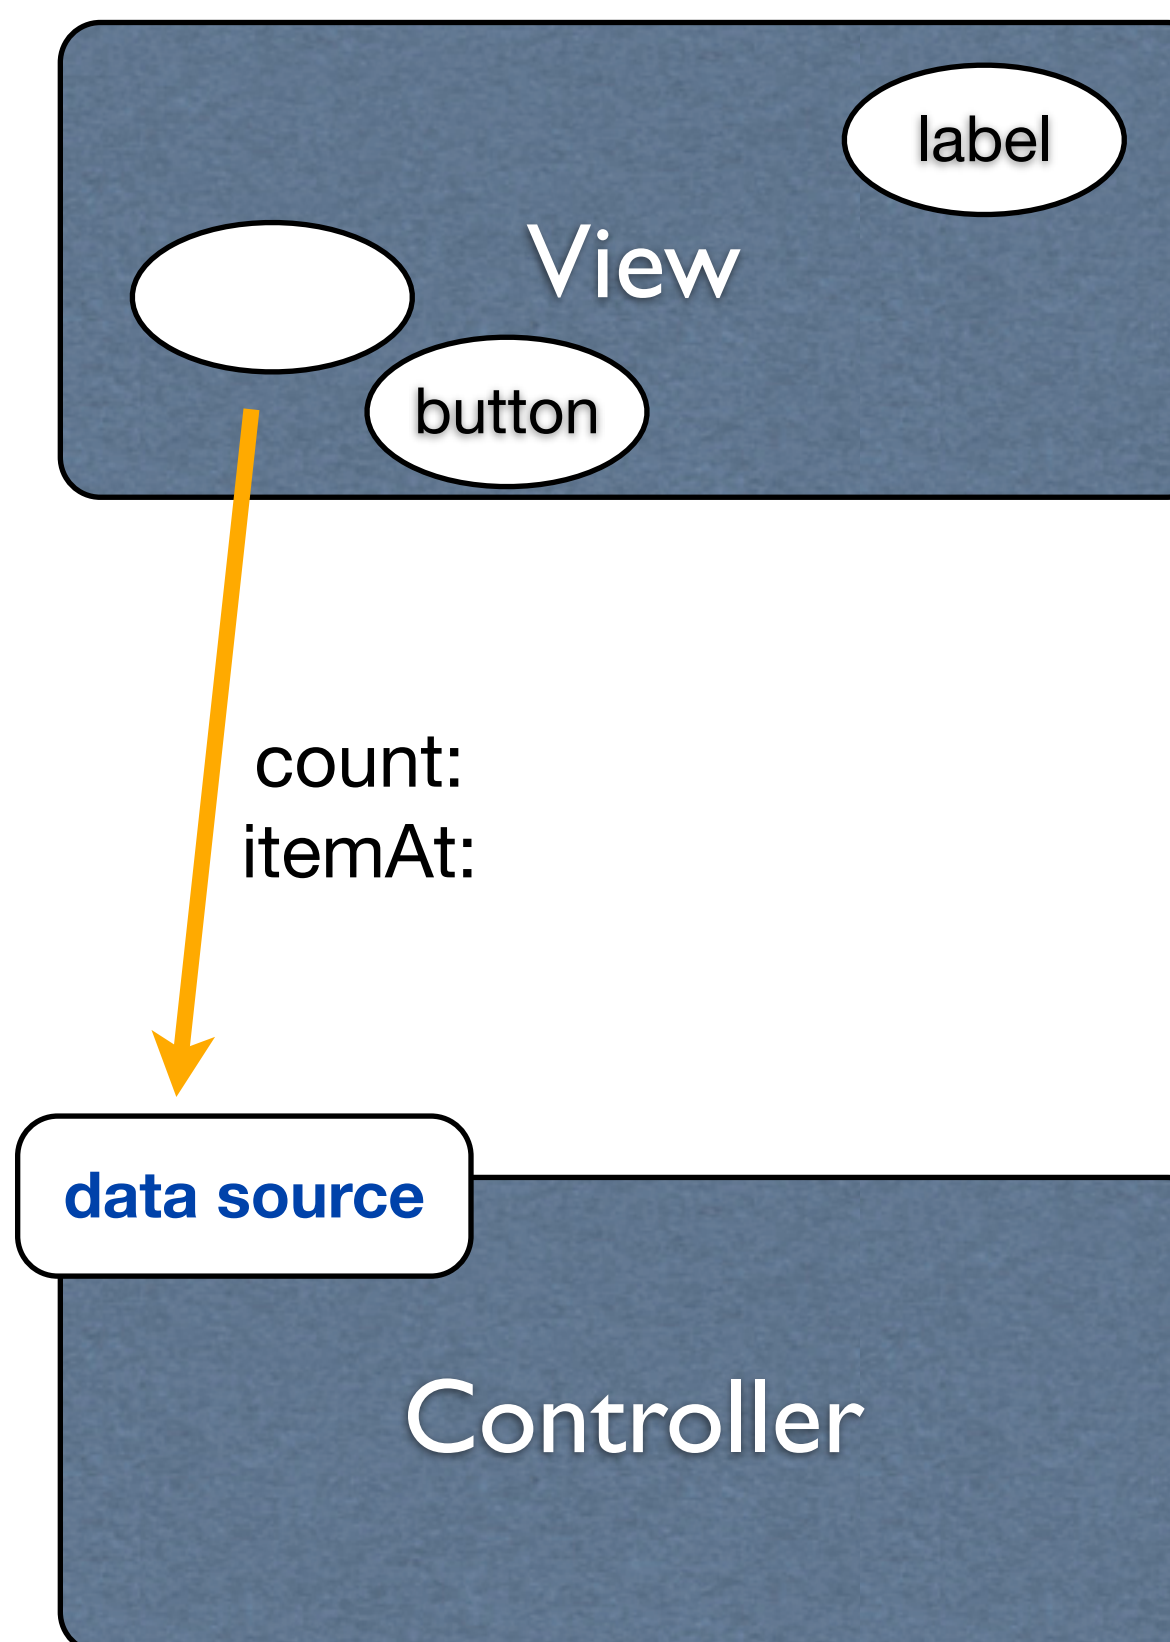 label
View
button
count:
itemAt:
data source
Controller